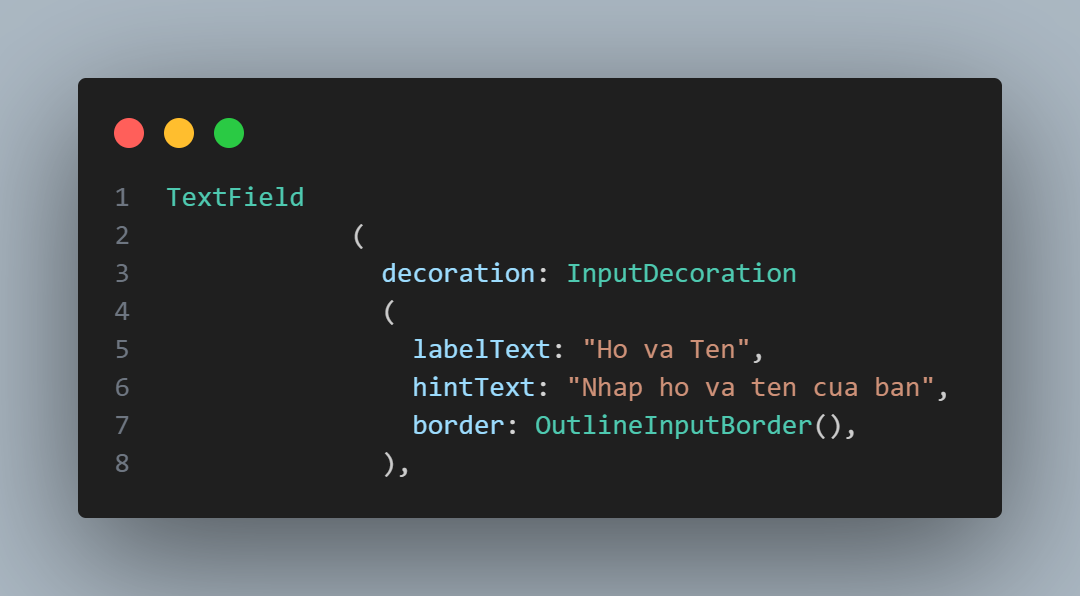 1 TextField
2 (
3 decoration: InputDecoration
4 (
5 labelText: "Ho va Ten",
6 hintText: "Nhap ho va ten cua ban",
7 border: OutlineInputBorder(),
8 ),